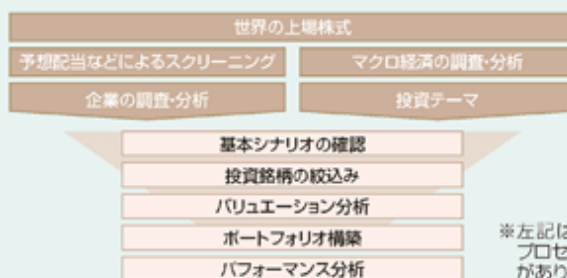 世界の上場株式
予想配当などによるスクリーニング
マクロ経済の調査・分析
企業の調査・分析
投資テーマ
基本シナリオの確認
投資銘柄の絞込み
バリュエーション分析
ポートフォリオ構築
パフォーマンス分析
※左記は
プロセ
があり